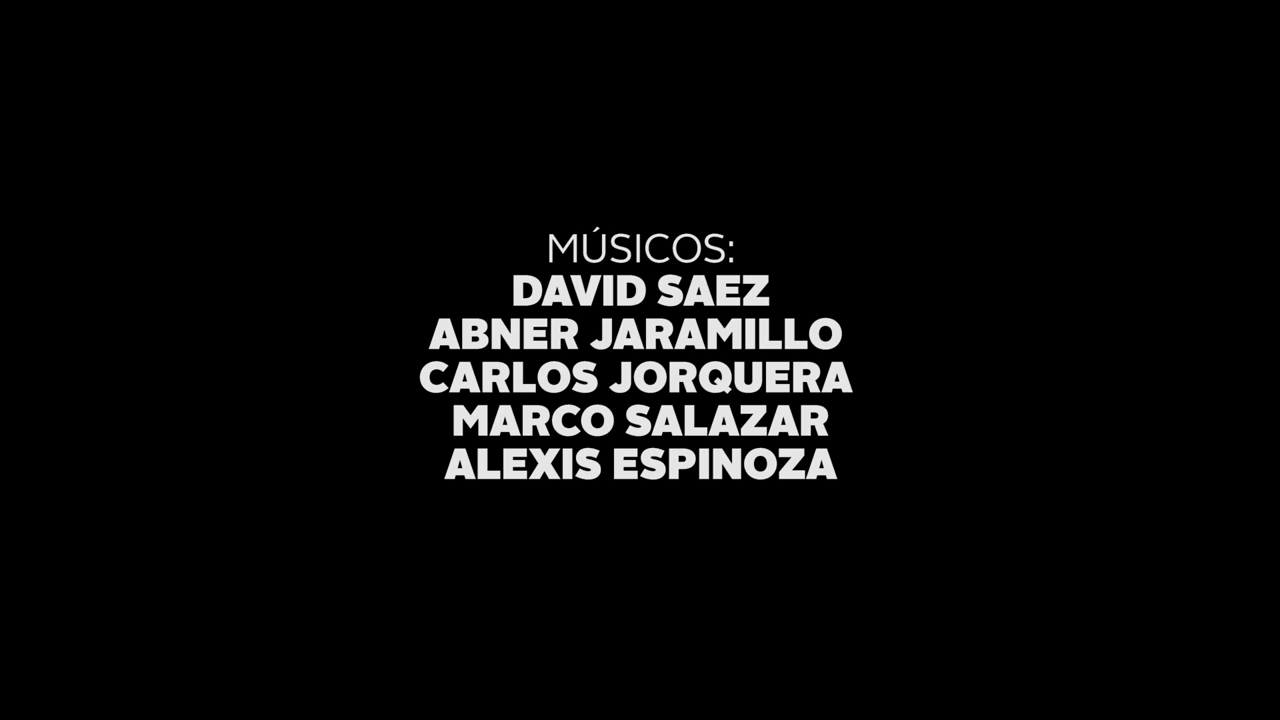 MÚSICOS:
DAVID SAEZ
ABNER JARAMILLO
CARLOS JORQUERA
MARCO SALAZAR
ALEXIS ESPINOZA